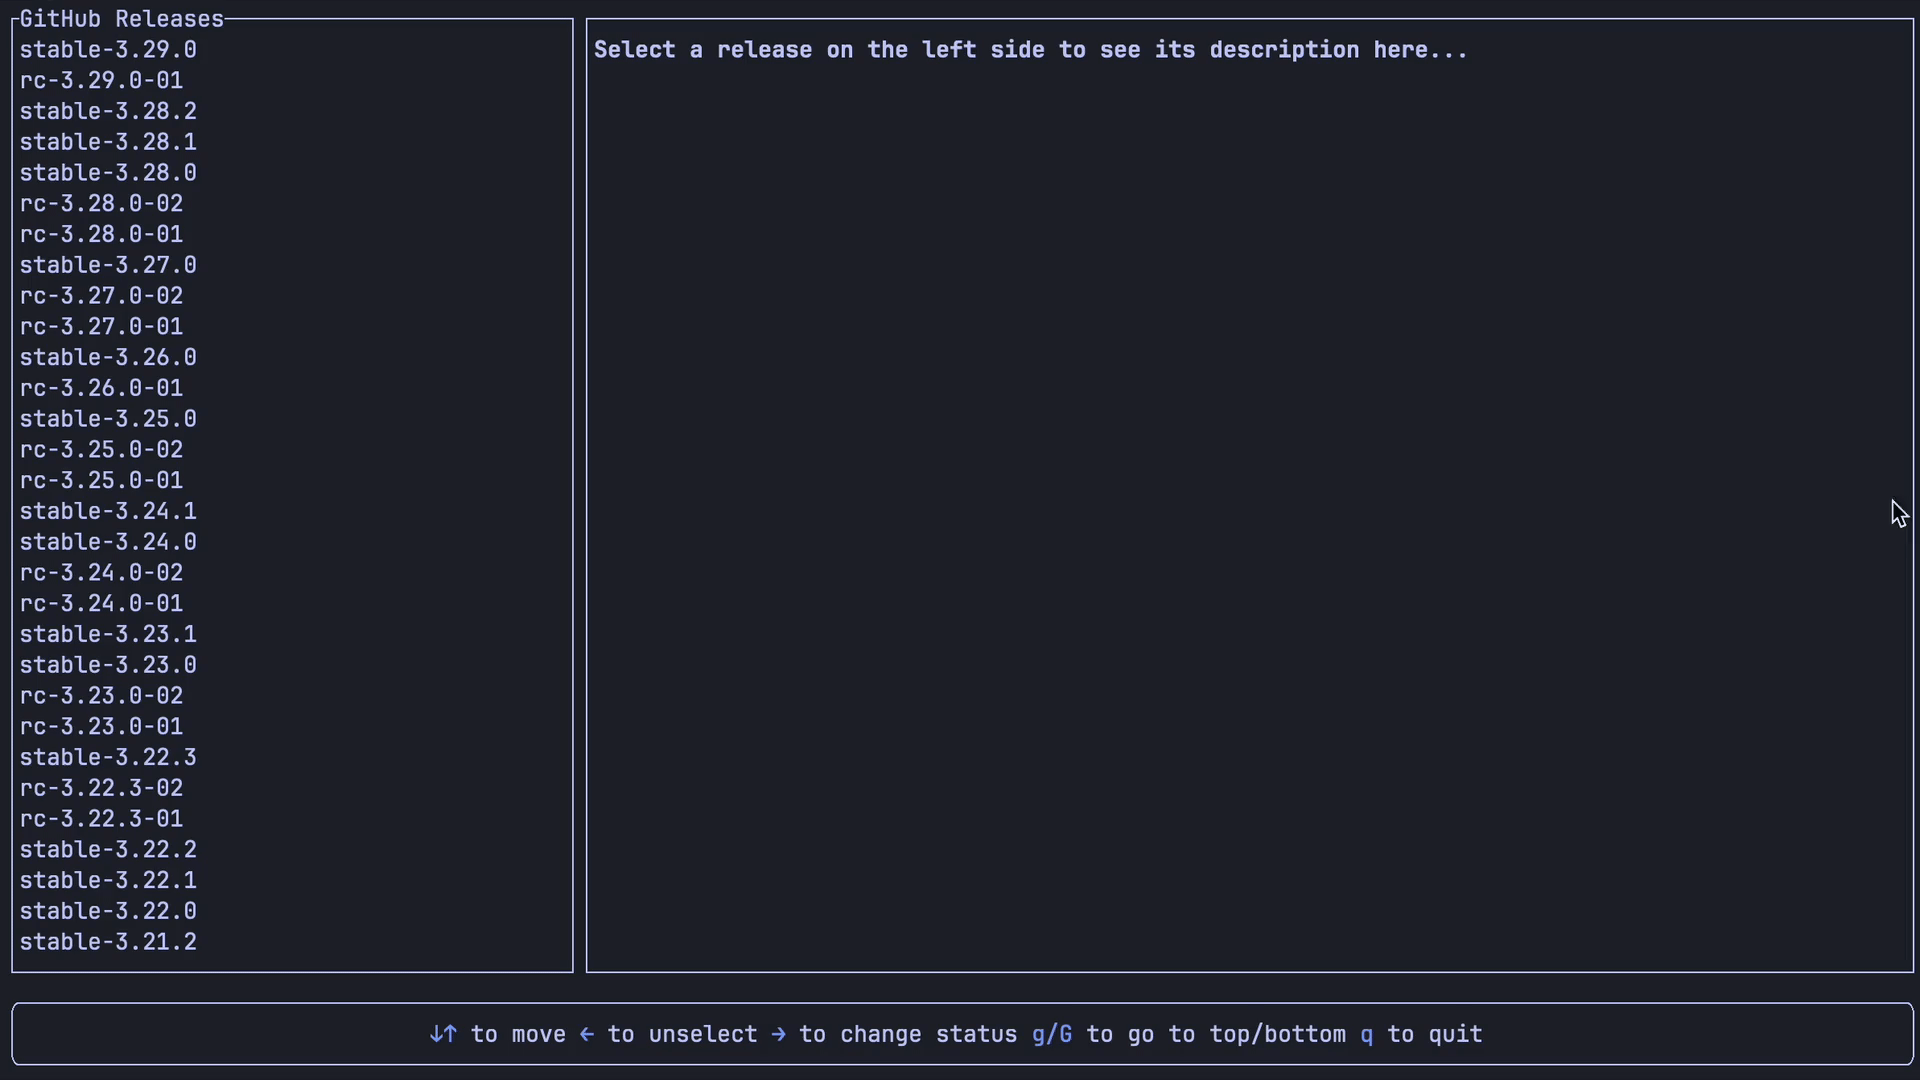 GitHub Releases
stable-3.29.0
rc-3.29.0-01
stable-3.28.2
stable-3.28.1
stable-3.28.0
rc-3.28.0-02
rc-3.28.0-01
stable-3.27.0
rc-3.27.0-02
rc-3.27.0-01
stable-3.26.0
rc-3.26.0-01
stable-3.25.0
rc-3.25.0-02
rc-3.25.0-01
stable-3.24.1
stable-3.24.0
rc-3.24.0-02
rc-3.24.0-01
stable-3.23.1
stable-3.23.0
rc-3.23.0-02
rc-3.23.0-01
stable-3.22.3
rc-3.22.3-02
rc-3.22.3-01
stable-3.22.2
stable-3.22.1
stable-3.22.0
stable-3.21.2
Select a release on the left side to see its description here...
↓↑ to move ← to unselect → to change status g/G to go to top/bottom q to quit